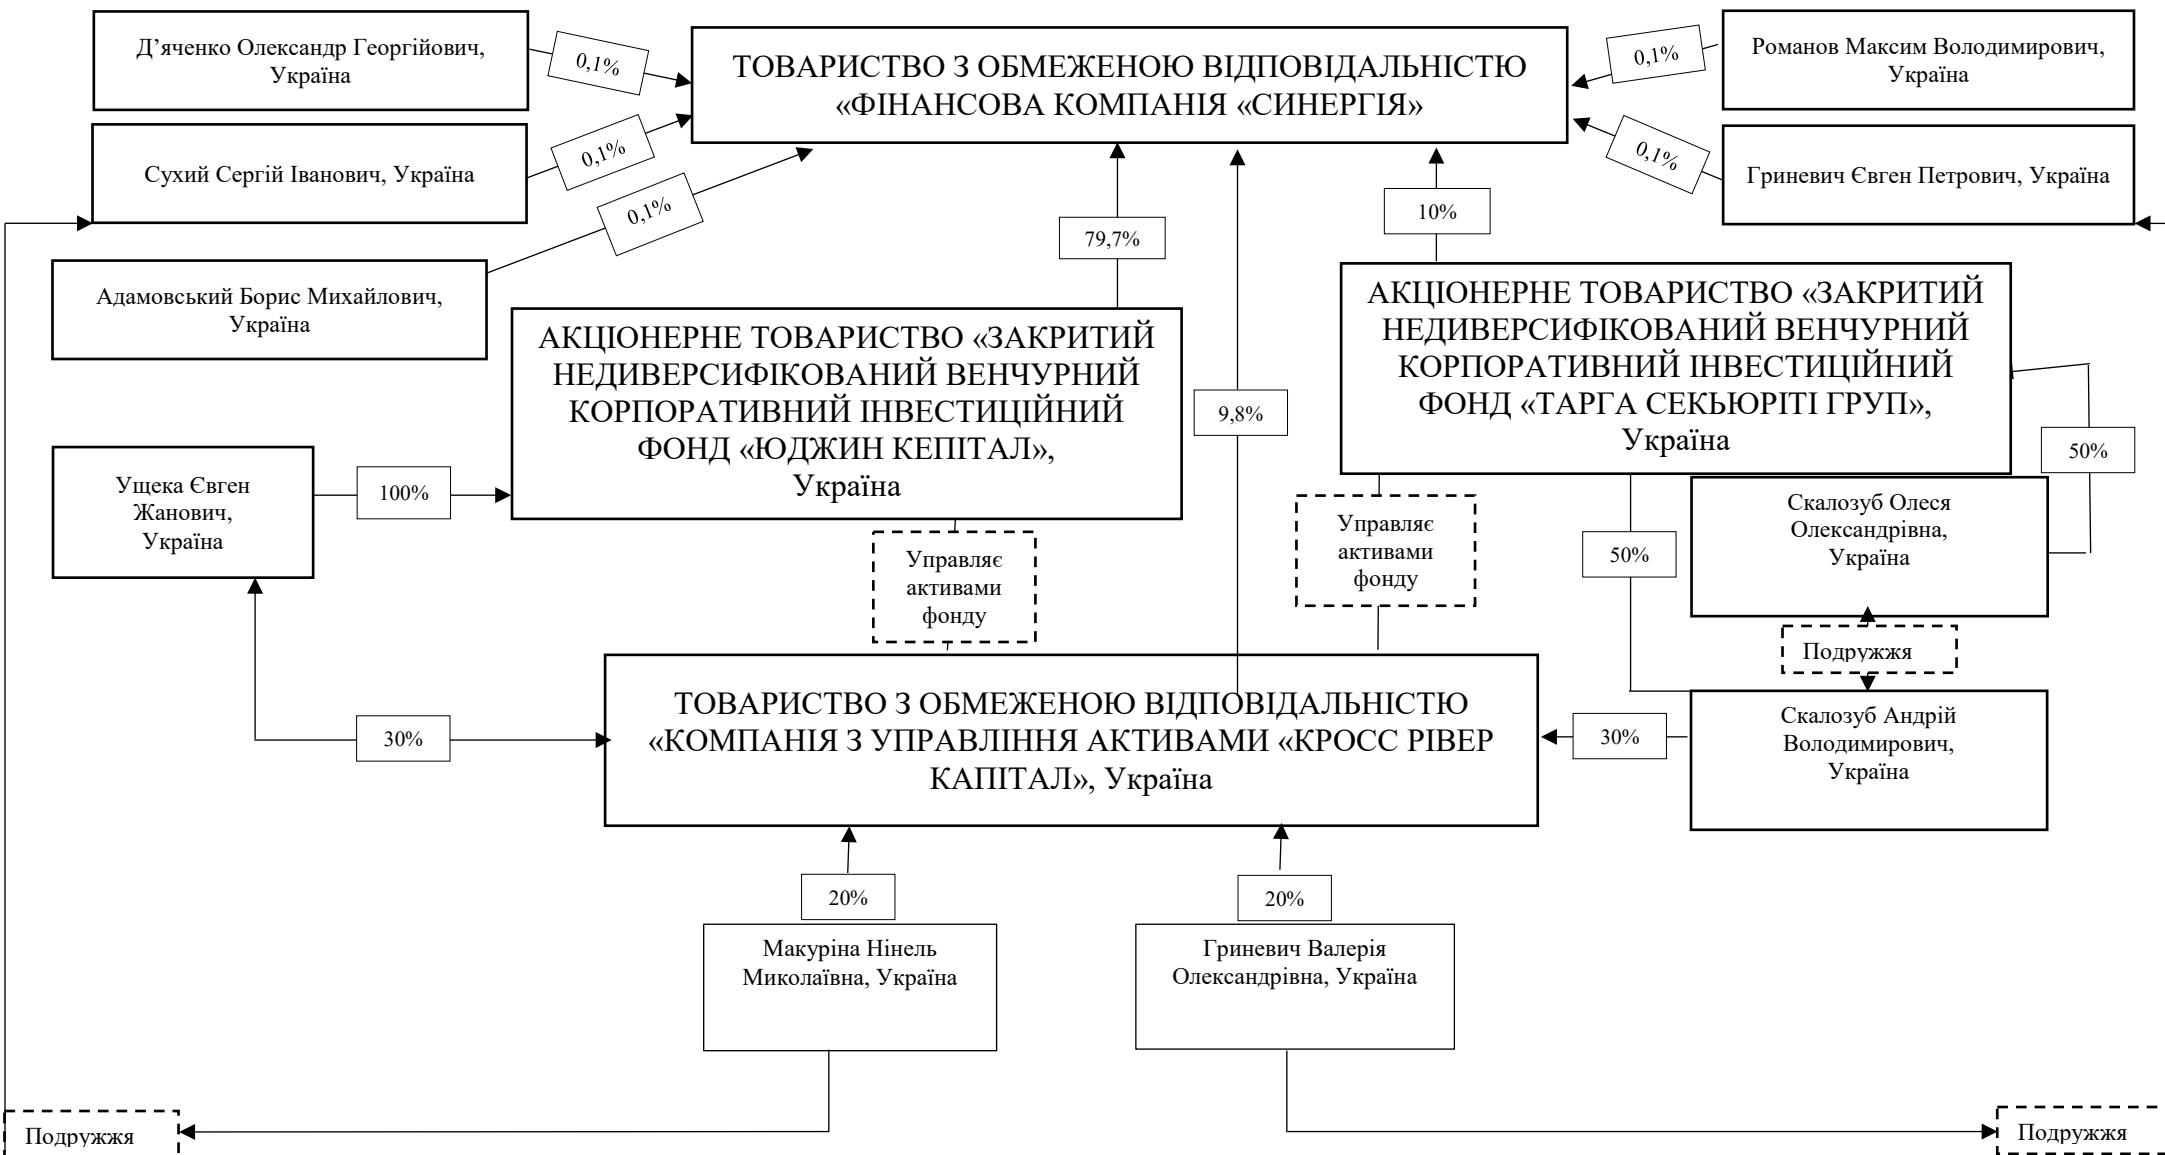 Д’яченко Олександр Георгійович,
Україна
0,1%
ТОВАРИСТВО З ОБМЕЖЕНОЮ ВІДПОВІДАЛЬНІСТЮ
«ФІНАНСОВА КОМПАНІЯ «СИНЕРГІЯ»
0,1%
Романов Максим Володимирович,
Україна
Сухий Сергій Іванович, Україна
0,1%
0,1%
Гриневич Євген Петрович, Україна
Адамовський Борис Михайлович,
Україна
0,1%
79,7%
10%
АКЦІОНЕРНЕ ТОВАРИСТВО «ЗАКРИТИЙ
НЕДИВЕРСИФІКОВАНИЙ ВЕНЧУРНИЙ
КОРПОРАТИВНИЙ ІНВЕСТИЦІЙНИЙ
ФОНД «ЮДЖИН КЕПІТАЛ»,
Україна
9,8%
АКЦІОНЕРНЕ ТОВАРИСТВО «ЗАКРИТИЙ
НЕДИВЕРСИФІКОВАНИЙ ВЕНЧУРНИЙ
КОРПОРАТИВНИЙ ІНВЕСТИЦІЙНИЙ
ФОНД «ТАРГА СЕКЬЮРІТІ ГРУП»,
Україна
50%
Ущека Євген
Жанович,
Україна
100%
Управляє
активами
фонду
Управляє
активами
фонду
50%
Скалозуб Олеся
Олександрівна,
Україна
Подружжя
30%
ТОВАРИСТВО З ОБМЕЖЕНОЮ ВІДПОВІДАЛЬНІСТЮ
«КОМПАНІЯ З УПРАВЛІННЯ АКТИВАМИ «КРОСС РІВЕР
КАПІТАЛ», Україна
30%
Скалозуб Андрій
Володимирович,
Україна
20%
20%
Макуріна Нінель
Миколаївна, Україна
Гриневич Валерія
Олександрівна, Україна
Подружжя
Подружжя